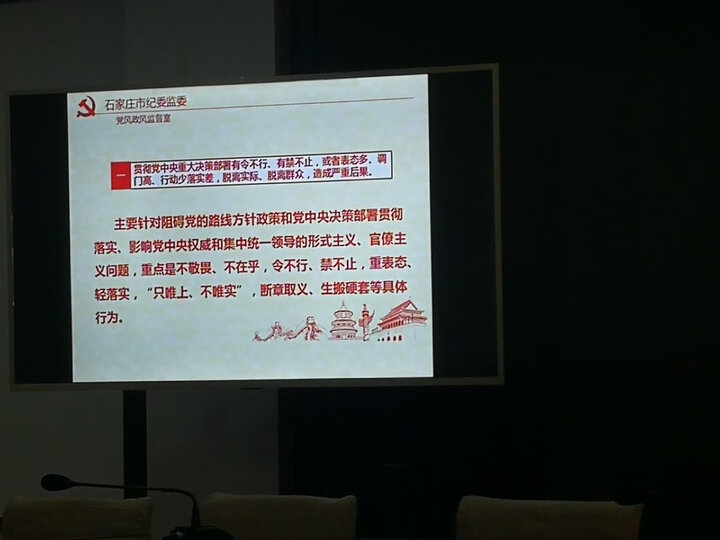 石家庄市纪委监委
党风政风监督室
一
贯彻党中央重大决策部署有令不行、有禁不止，或者表态多、调
门高、行动少落实差，脱离实际、脱离群众，造成严重后果。
主要针对阻碍党的路线方针政策和党中央决策部署贯彻
落实、影响党中央权威和集中统一领导的形式主义、官僚主
义问题，重点是不敬畏、不在乎，令不行、禁不止，重表态、
轻落实，“只唯上、不唯实”，断章取义、生搬硬套等具体
行为。